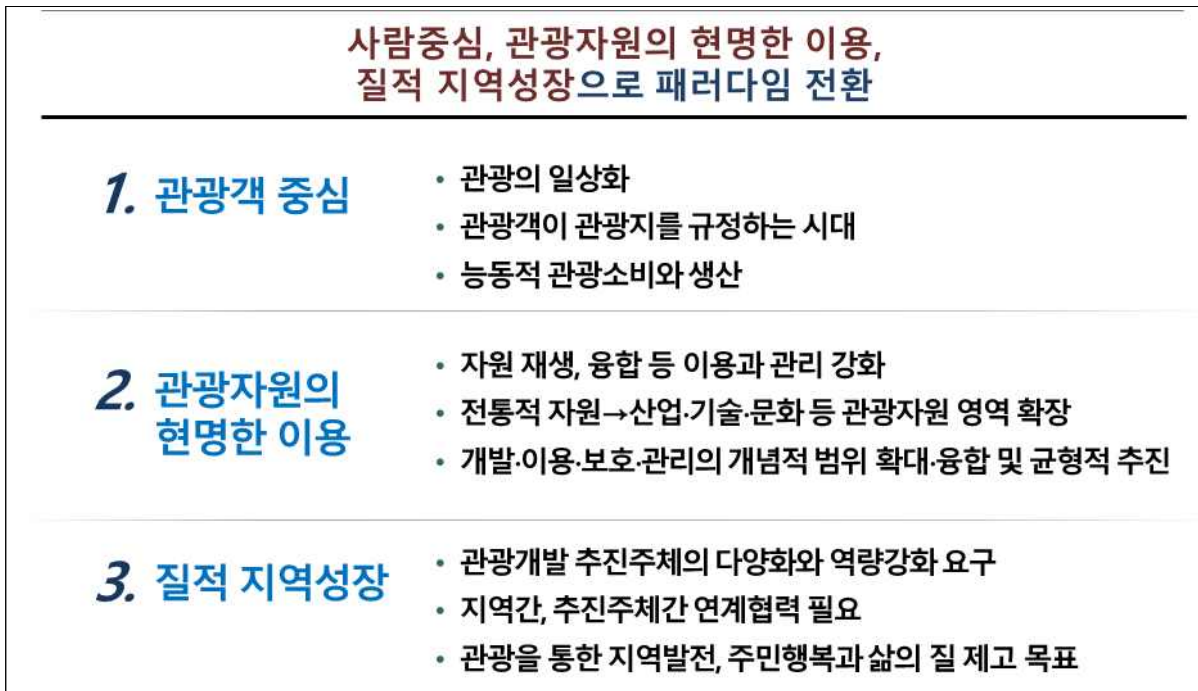 사람중심, 관광자원의 현명한 이용,
질적 지역성장으로 패러다임 전환
1. 관광객 중심
• 관광의 일상화
• 관광객이 관광지를 규정하는 시대
• 능동적 관광소비와 생산
2. 관광자원의
현명한 이용
• 자원 재생, 융합 등 이용과 관리 강화
• 전통적 자원→산업·기술·문화 등 관광자원 영역 확장
• 개발·이용·보호·관리의 개념적 범위 확대·융합 및 균형적 추진
3. 질적 지역성장
• 관광개발 추진주체의 다양화와 역량강화 요구
• 지역간, 추진주체간 연계협력 필요
• 관광을 통한 지역발전, 주민행복과 삶의 질 제고 목표